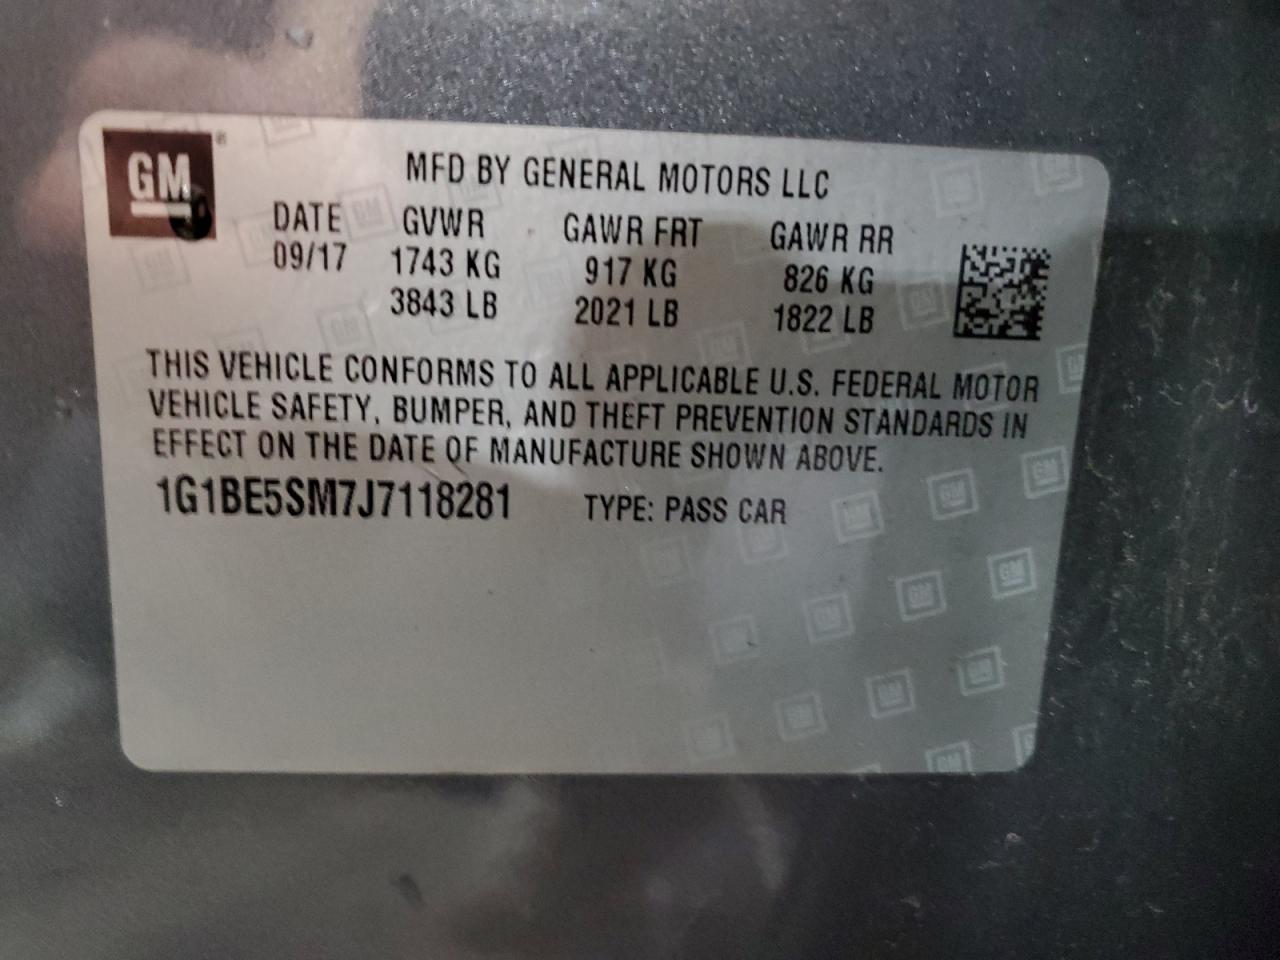 GM
MFD BY GENERAL MOTORS LLC
DATE GVWR GAWR FRT GAWR RR
09/17 1743 KG 917 KG 826 KG
3843 LB 2021 LB 1822 LB
THIS VEHICLE CONFORMS TO ALL APPLICABLE U.S. FEDERAL MOTOR
VEHICLE SAFETY, BUMPER, AND THEFT PREVENTION STANDARDS IN
EFFECT ON THE DATE OF MANUFACTURE SHOWN ABOVE.
1G1BE5SM7J7118281 TYPE: PASS CAR